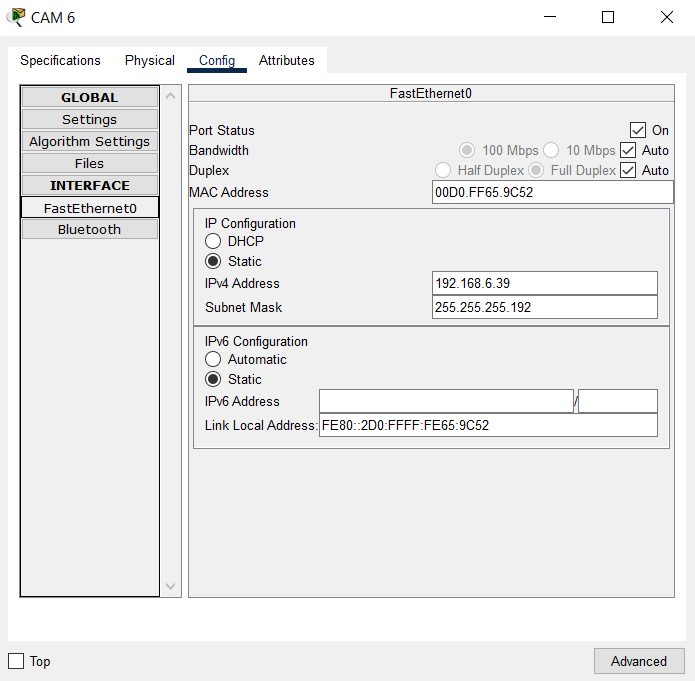 CAM 6
Specifications Physical Config Attributes
GLOBAL
Settings
Algorithm Settings
Files
INTERFACE
FastEthernet0
Bluetooth
FastEthernet0
Port Status On
Bandwidth 100 Mbps 10 Mbps Auto
Duplex Half Duplex Full Duplex Auto
MAC Address 00D0.FF65.9C52
IP Configuration
DHCP
Static
IPv4 Address 192.168.6.39
Subnet Mask 255.255.255.192
IPv6 Configuration
Automatic
Static
IPv6 Address /
Link Local Address: FE80::2D0:FFFF:FE65:9C52
Top Advanced